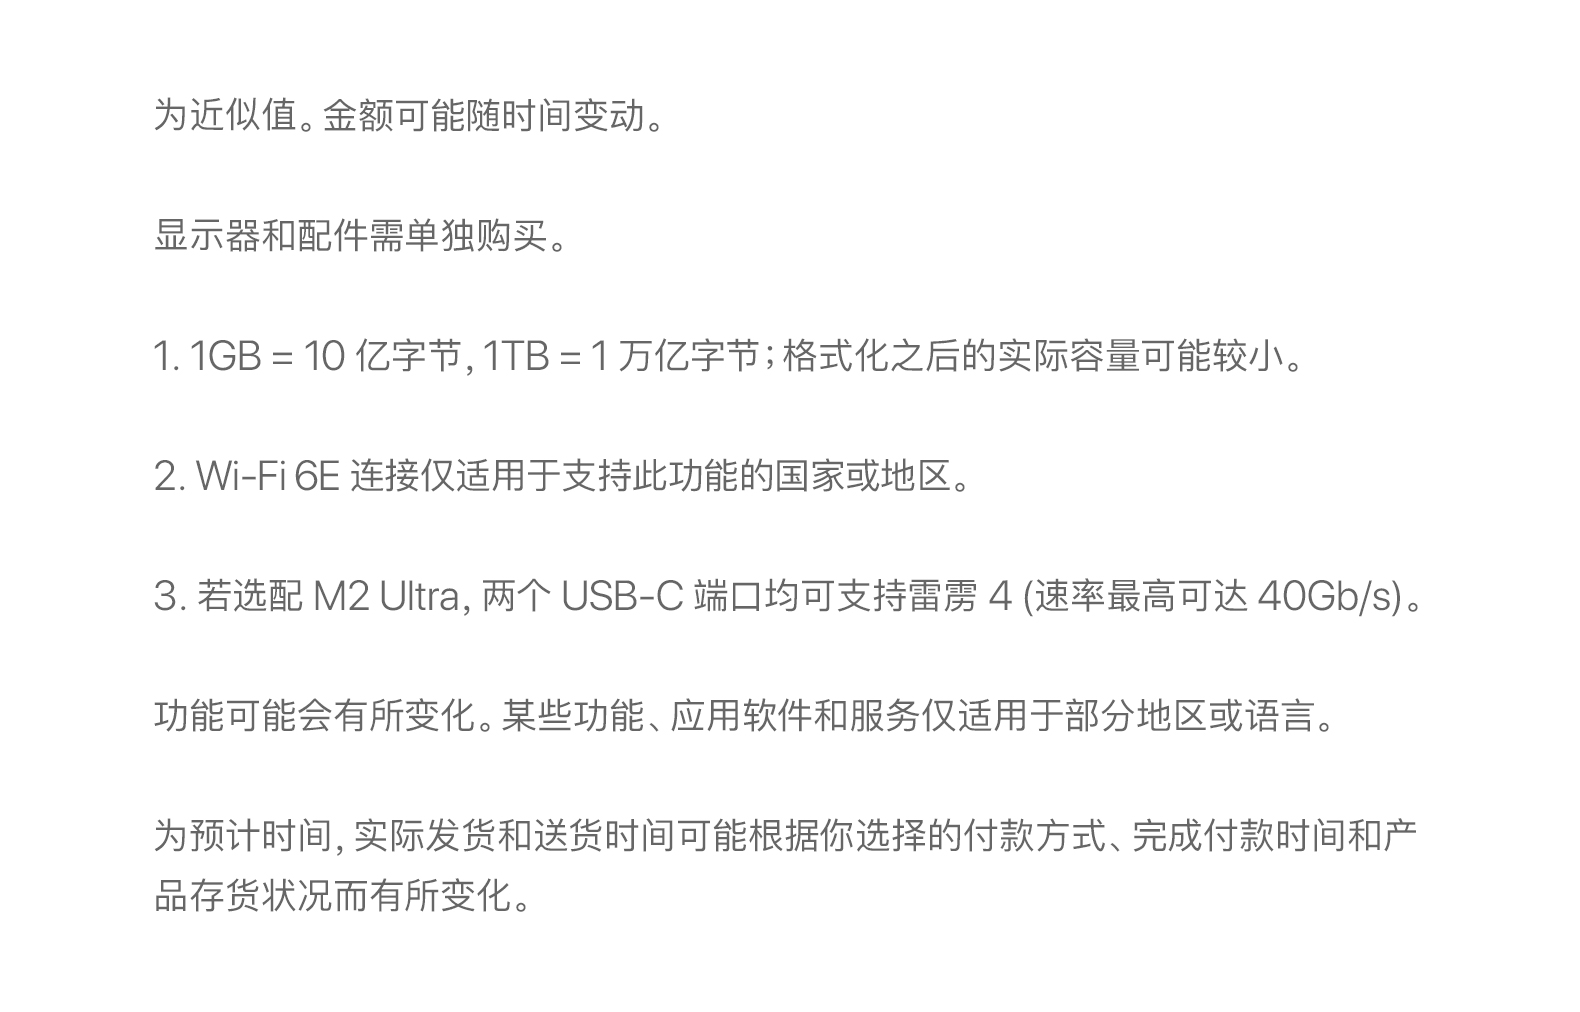 为近似值。金额可能随时间变动。
显示器和配件需单独购买。
1. 1GB = 10 亿字节，1TB = 1 万亿字节；格式化之后的实际容量可能较小。
2. Wi-Fi 6E 连接仅适用于支持此功能的国家或地区。
3. 若选配 M2 Ultra，两个 USB-C 端口均可支持雷雳 4 (速率最高可达 40Gb/s)。
功能可能会有所变化。某些功能、应用软件和服务仅适用于部分地区或语言。
为预计时间，实际发货和送货时间可能根据你选择的付款方式、完成付款时间和产
品存货状况而有所变化。